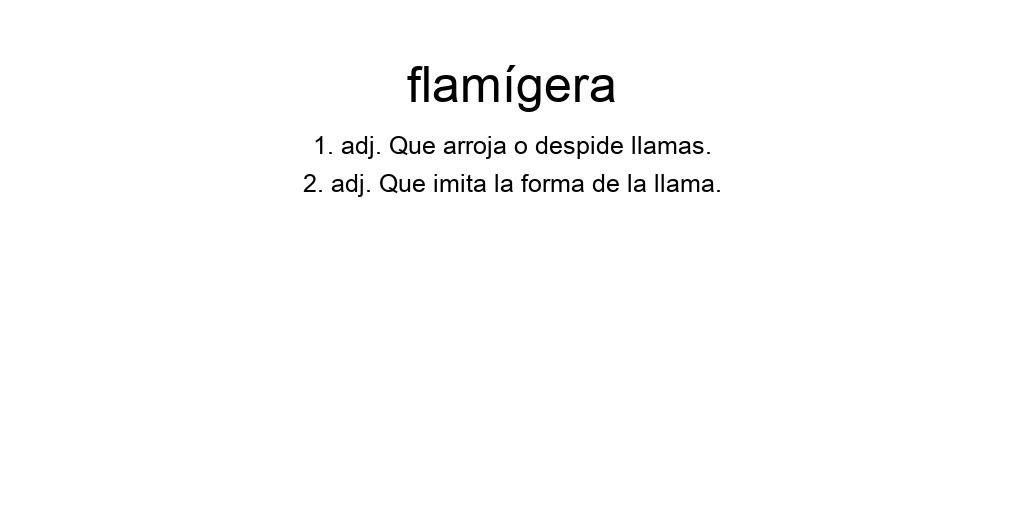 flamígera
1. adj. Que arroja o despide llamas.
2. adj. Que imita la forma de la llama.